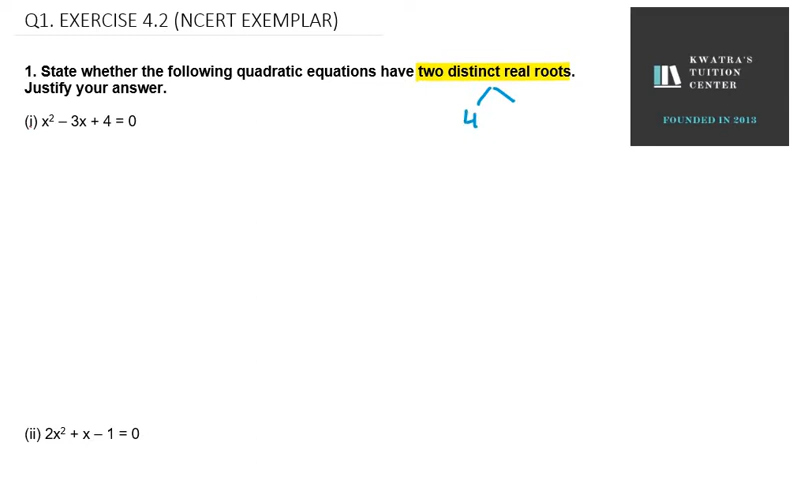 Q1. EXERCISE 4.2 (NCERT EXEMPLAR)
KWATRA'S
TUITION
CENTER
FOUNDED IN 2013
1. State whether the following quadratic equations have two distinct real roots.
Justify your answer.
4
(i) x² – 3x + 4 = 0
(ii) 2x² + x – 1 = 0